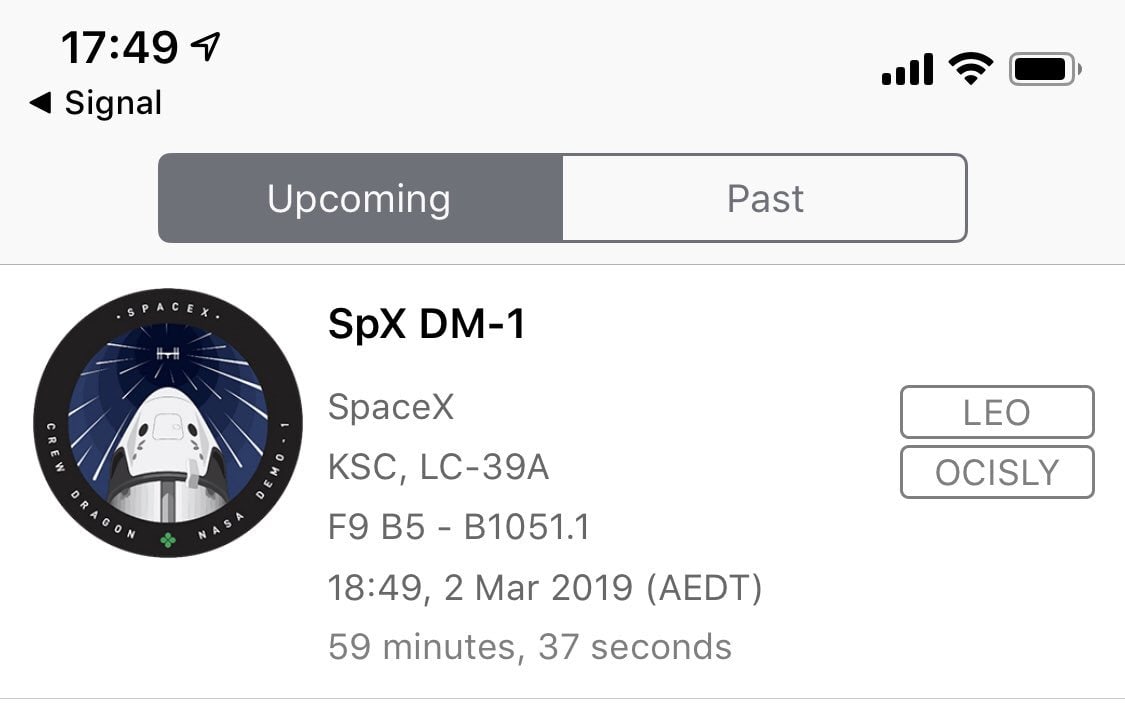 17:49
Signal
Upcoming
Past
·SPACEX·
CREW DRAGON
NASA DEMO-1
SpX DM-1
SpaceX
KSC, LC-39A
F9 B5 - B1051.1
18:49, 2 Mar 2019 (AEDT)
59 minutes, 37 seconds
LEO
OCISLY